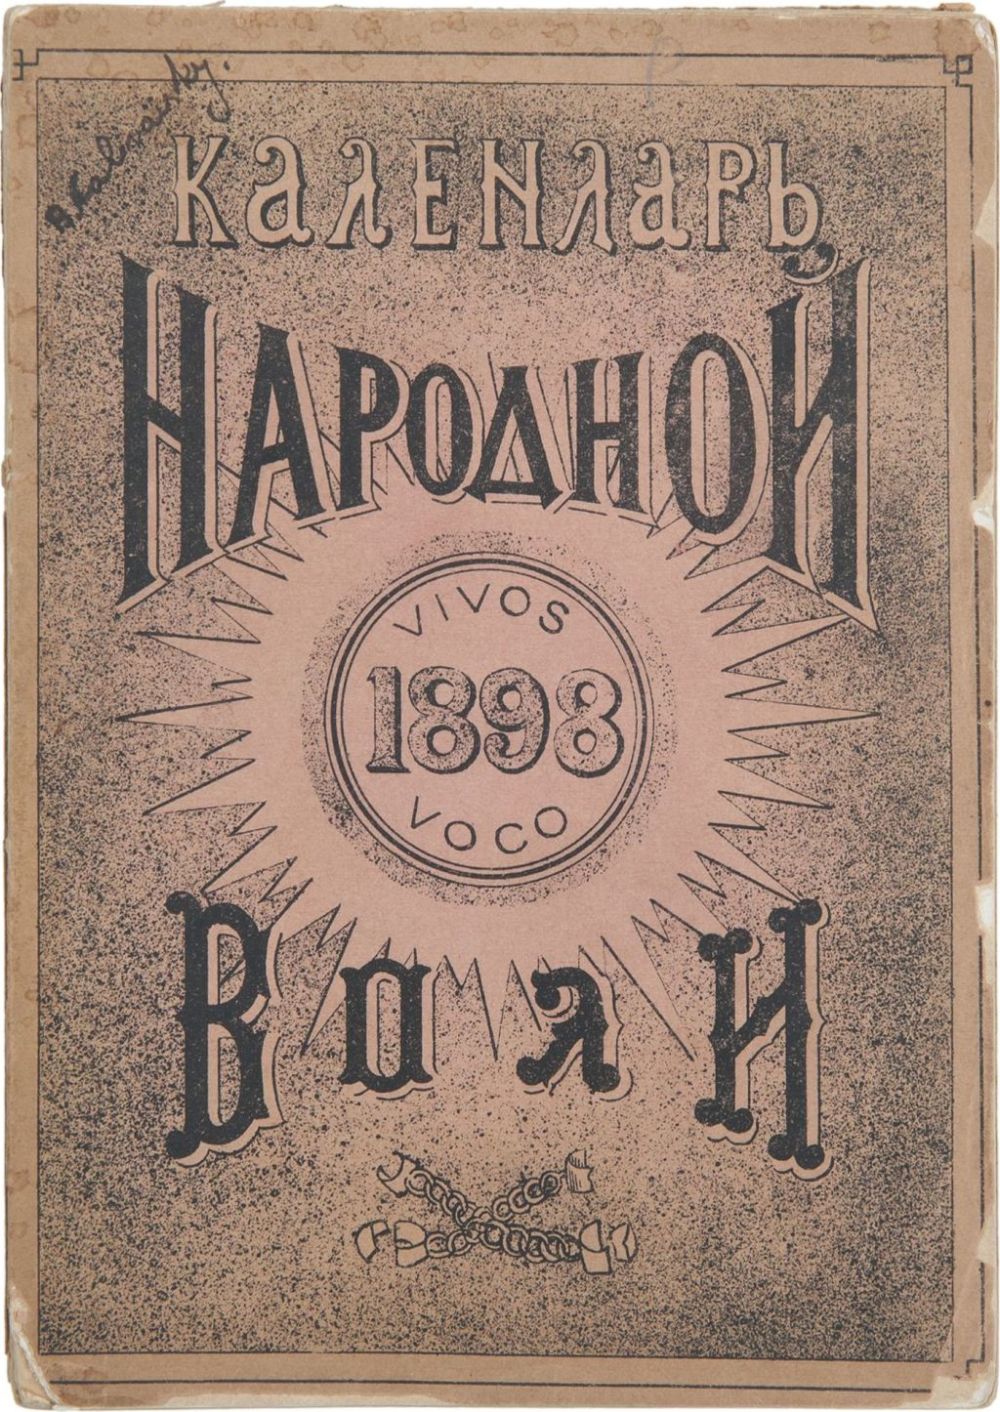 КАЛЕНДАРЬ
НАРОДНОЙ
VIVOS
1898
VOCO
ВОЛИ